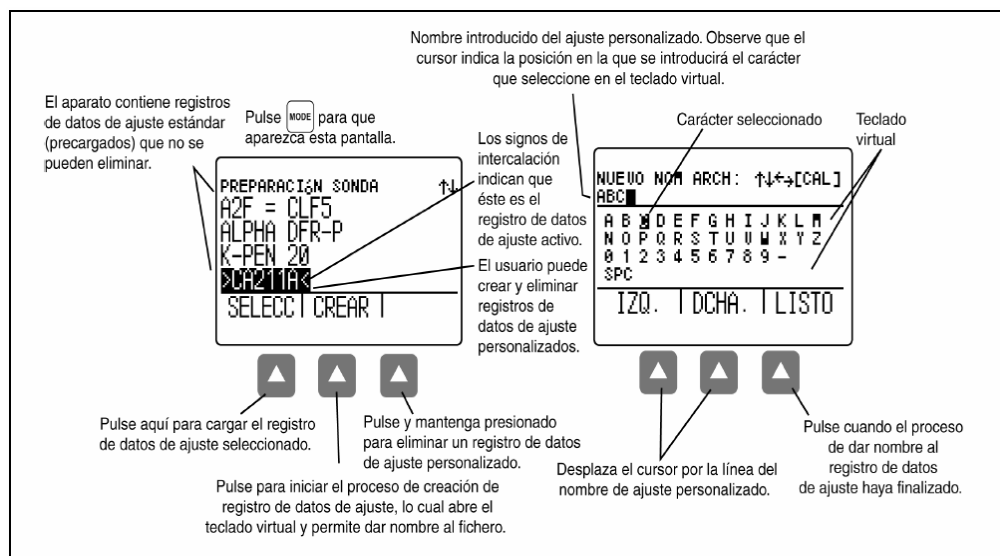 Nombre introducido del ajuste personalizado. Observe que el
cursor indica la posición en la que se introducirá el carácter
que seleccione en el teclado virtual.
El aparato contiene registros
de datos de ajuste estándar
(precargados) que no se
pueden eliminar.
Pulse MODE para que
aparezca esta pantalla.
Los signos de
intercalación
indican que
éste es el
registro de datos
de ajuste activo.
El usuario puede
crear y eliminar
registros de
datos de ajuste
personalizados.
Carácter seleccionado
Teclado
virtual
PREPARACIóN SONDA ↑↓
A2F = CLF5
ALPHA DFR-P
K-PEN 20
>CA211A<
SELECC CREAR
NUEVO NOM ARCH: ↑↓←→[CAL]
ABC
A B C D E F G H I J K L M
N O P Q R S T U V W X Y Z
0 1 2 3 4 5 6 7 8 9 -
SPC
IZQ. DCHA. LISTO
Pulse aquí para cargar el registro
de datos de ajuste seleccionado.
Pulse y mantenga presionado
para eliminar un registro de datos
de ajuste personalizado.
Pulse para iniciar el proceso de creación de
registro de datos de ajuste, lo cual abre el
teclado virtual y permite dar nombre al fichero.
Desplaza el cursor por la línea del
nombre de ajuste personalizado.
Pulse cuando el proceso
de dar nombre al
registro de datos
de ajuste haya finalizado.